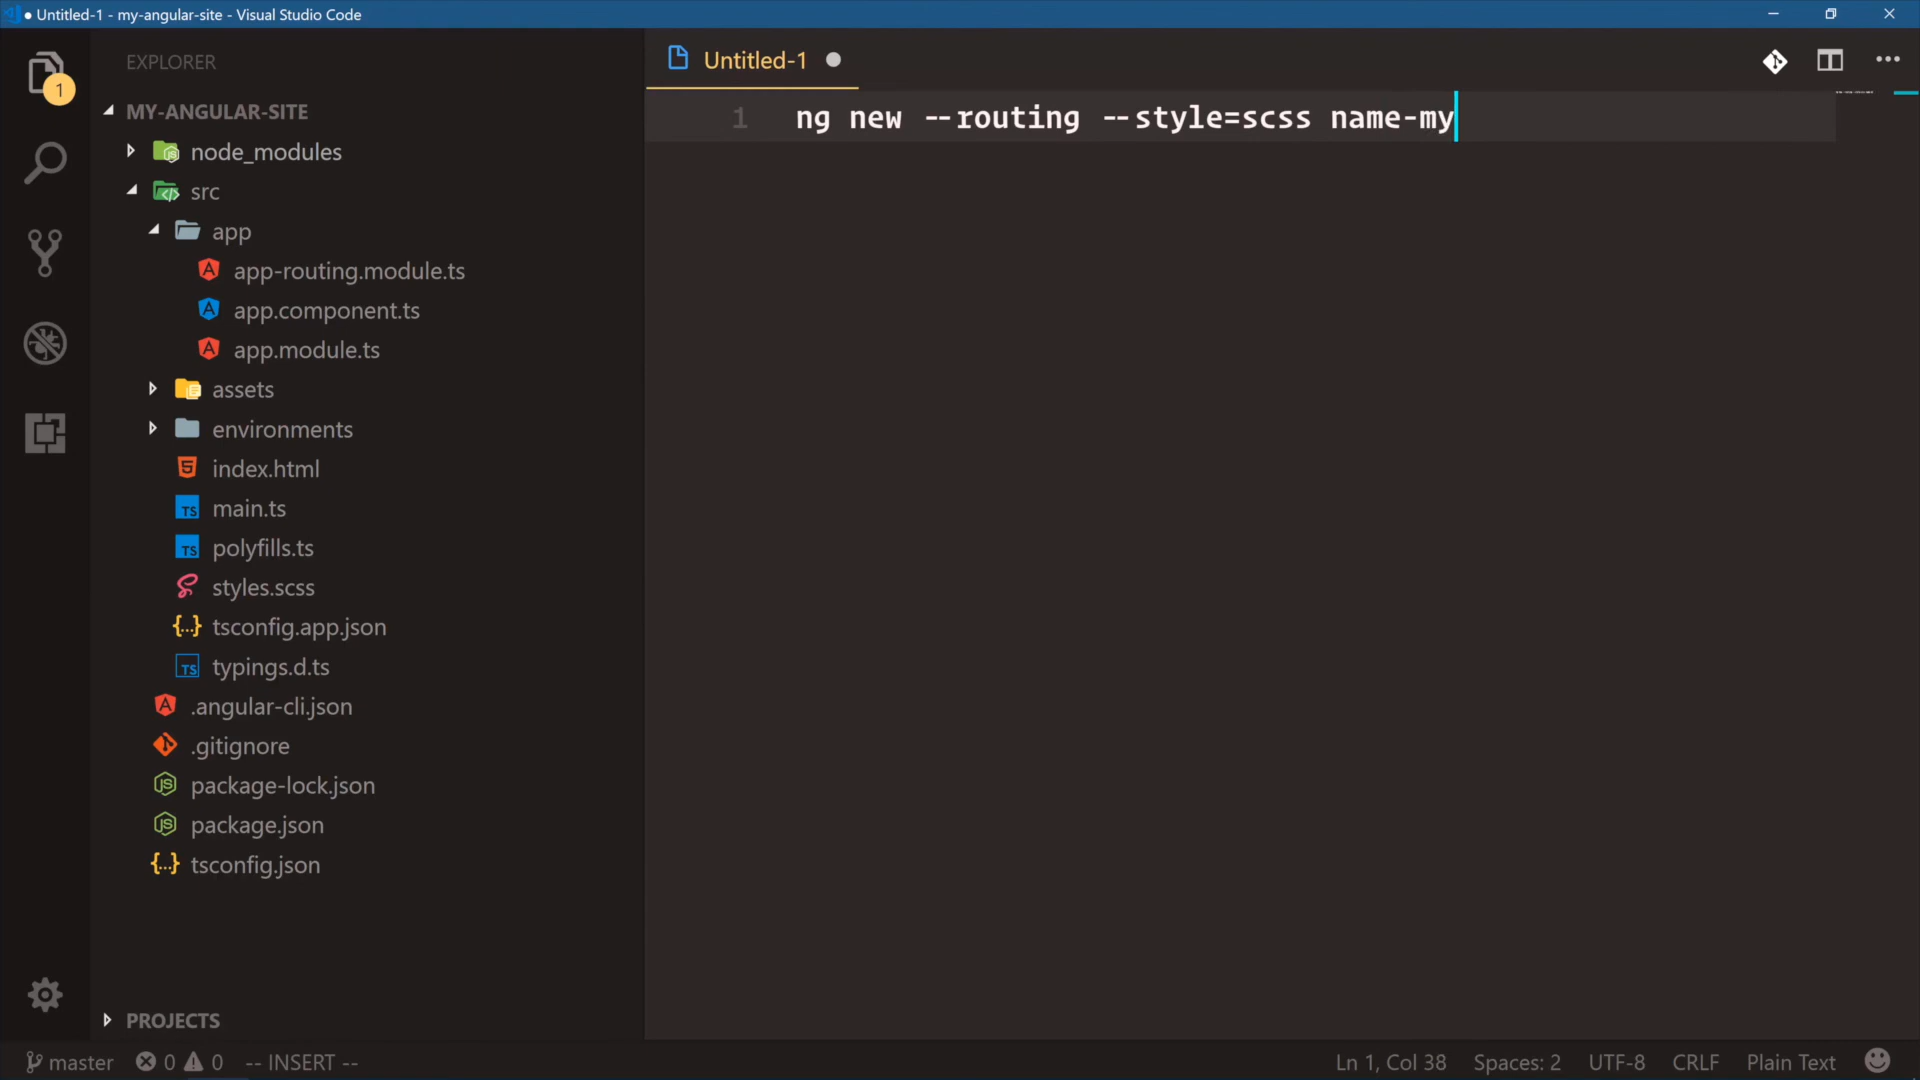 Untitled-1 - my-angular-site - Visual Studio Code
EXPLORER
1
MY-ANGULAR-SITE
node_modules
src
app
app-routing.module.ts
app.component.ts
app.module.ts
assets
environments
index.html
main.ts
polyfills.ts
styles.scss
tsconfig.app.json
typings.d.ts
.angular-cli.json
.gitignore
package-lock.json
package.json
tsconfig.json
PROJECTS
Untitled-1
1 ng new --routing --style=scss name-my
master 0 0 -- INSERT -- Ln 1, Col 38 Spaces: 2 UTF-8 CRLF Plain Text